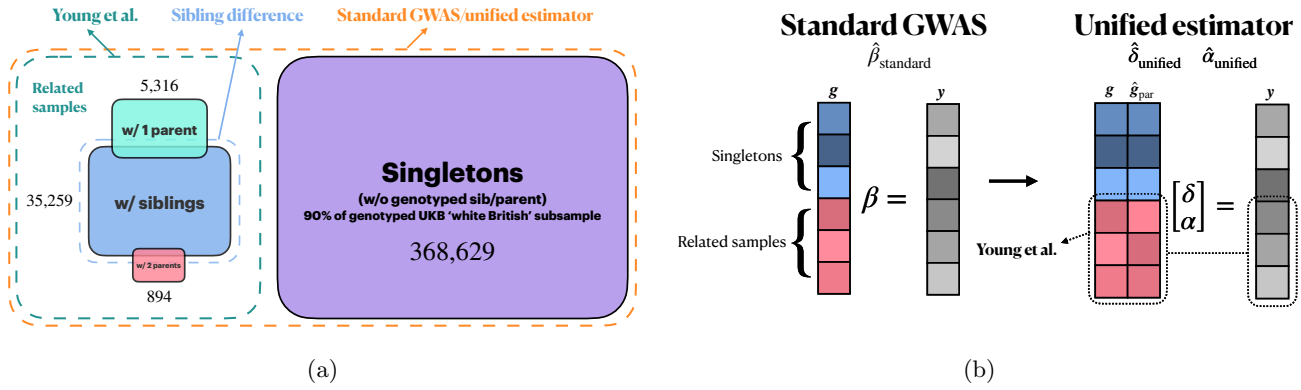 Young et al.
Sibling difference
Standard GWAS/unified estimator
Related
samples
5,316
w/ 1 parent
35,259
w/ siblings
w/ 2 parents
894
Singletons
(w/o genotyped sib/parent)
90% of genotyped UKB ‘white British’ subsample
368,629
(a)
Standard GWAS
β̂standard
g
y
Singletons
Related samples
β =
Unified estimator
δ̂unified α̂unified
g ĝpar
y
[δ
α] =
Young et al.
(b)